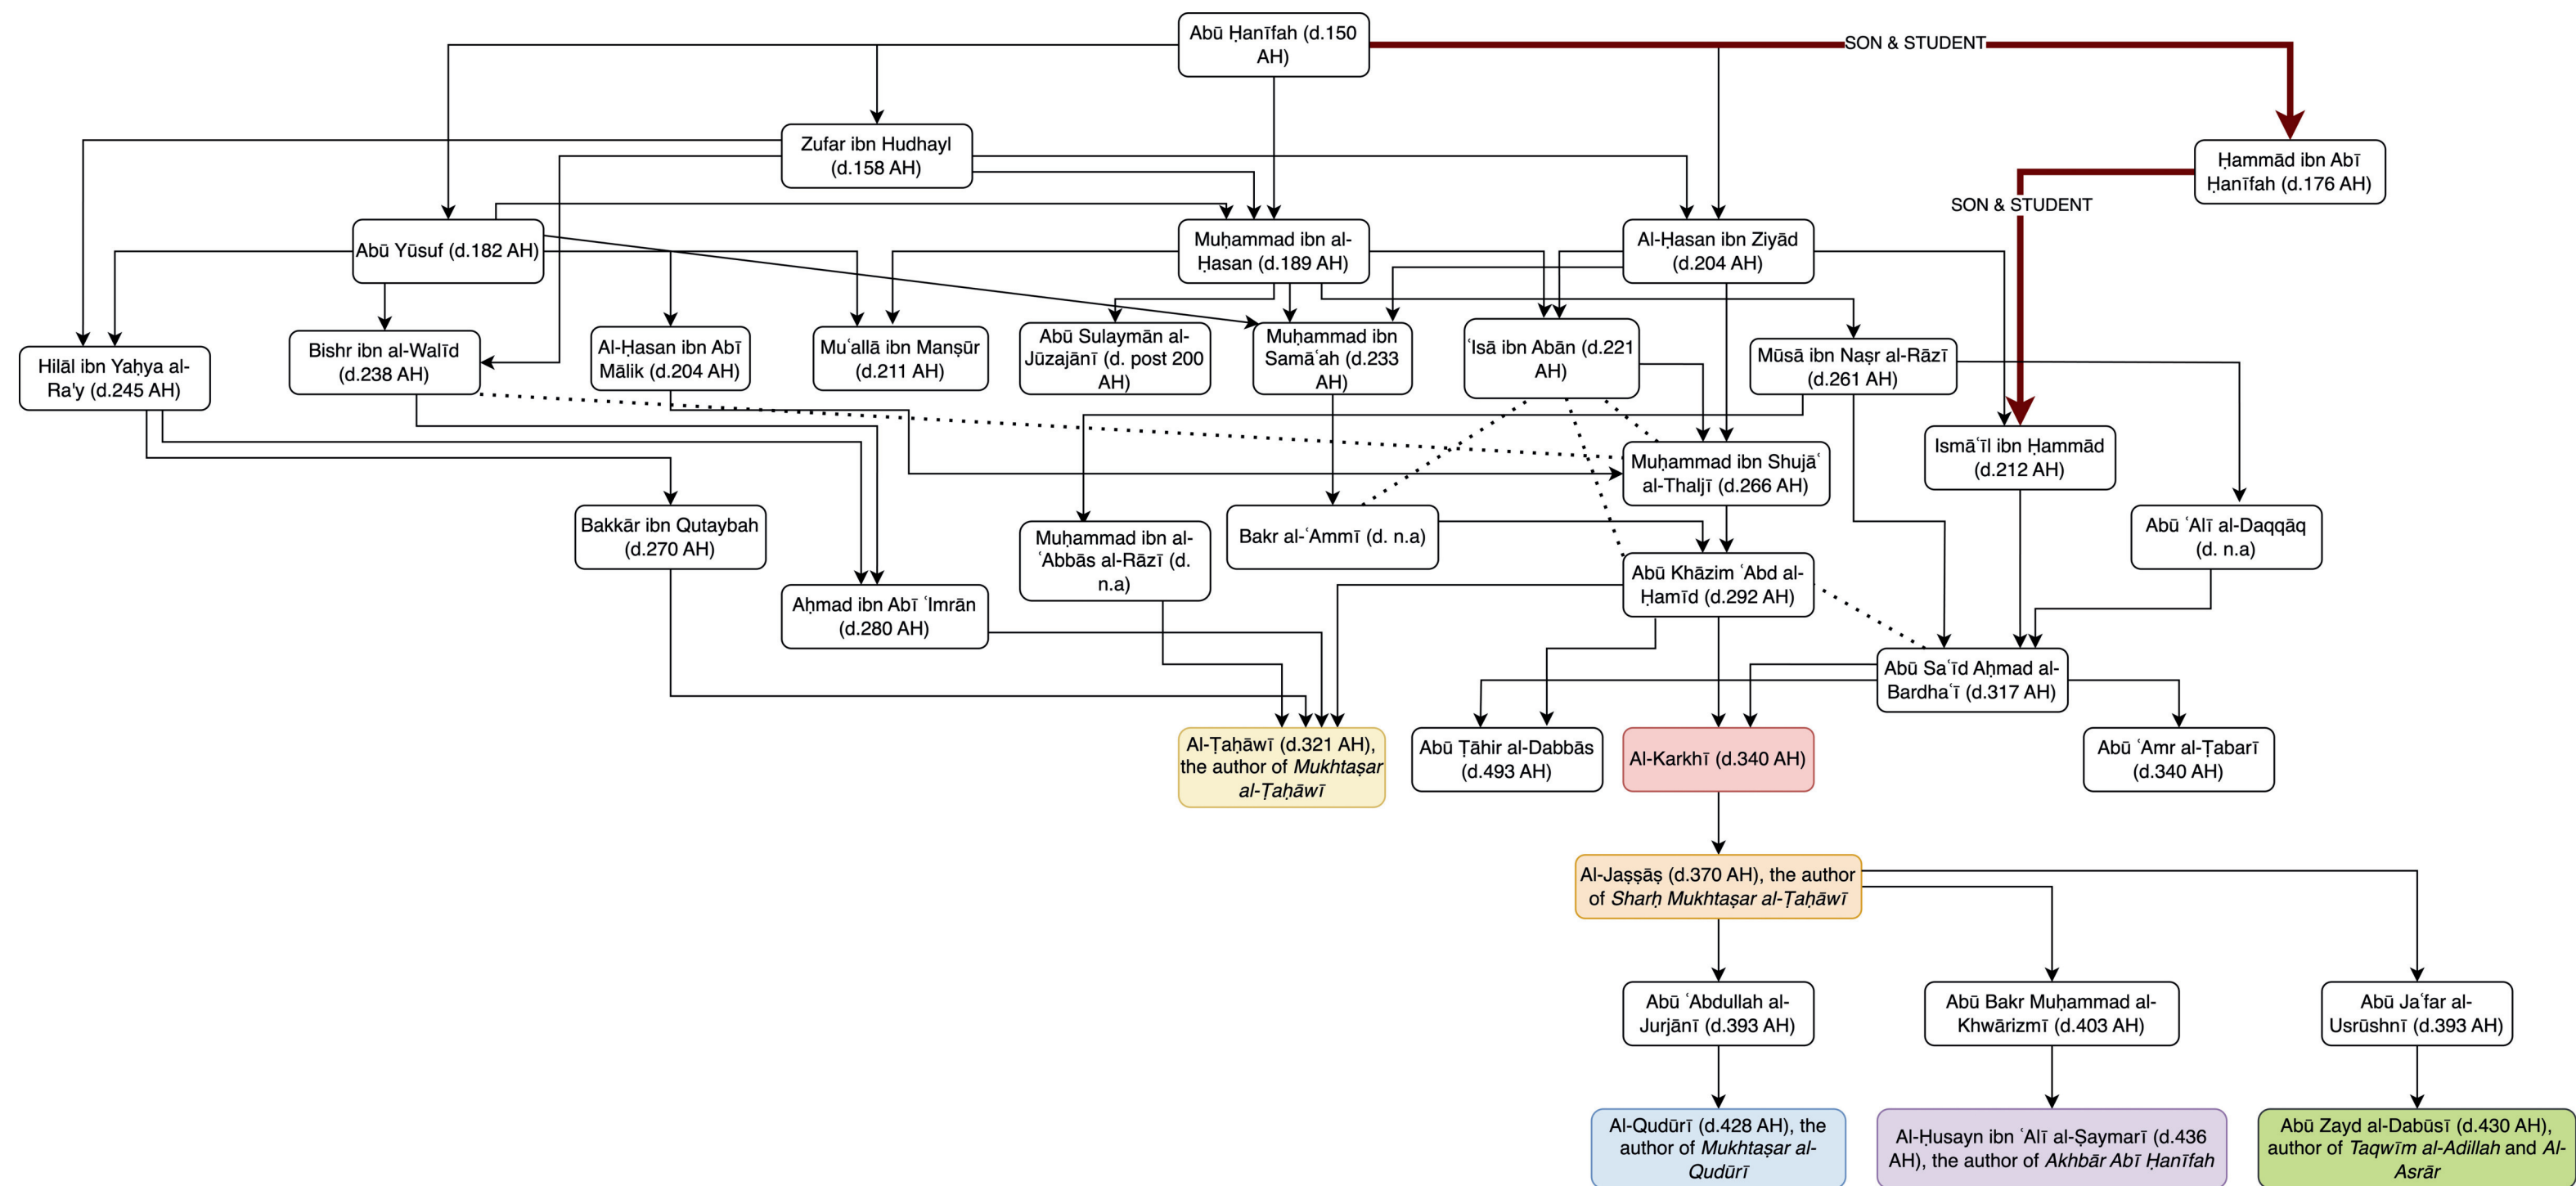 Abū Ḥanīfah (d.150
AH)
SON & STUDENT
Zufar ibn Hudhayl
(d.158 AH)
Ḥammād ibn Abī
Ḥanīfah (d.176 AH)
SON & STUDENT
Abū Yūsuf (d.182 AH)
Muḥammad ibn al-
Ḥasan (d.189 AH)
Al-Ḥasan ibn Ziyād
(d.204 AH)
Hilāl ibn Yaḥya al-
Ra'y (d.245 AH)
Bishr ibn al-Walīd
(d.238 AH)
Al-Ḥasan ibn Abī
Mālik (d.204 AH)
Muʿallā ibn Manṣūr
(d.211 AH)
Abū Sulaymān al-
Jūzajānī (d. post 200
AH)
Muḥammad ibn
Samāʿah (d.233
AH)
ʿIsā ibn Abān (d.221
AH)
Mūsā ibn Naṣr al-Rāzī
(d.261 AH)
Ismāʿīl ibn Ḥammād
(d.212 AH)
Muḥammad ibn Shujāʿ
al-Thaljī (d.266 AH)
Bakkār ibn Qutaybah
(d.270 AH)
Muḥammad ibn al-
ʿAbbās al-Rāzī (d.
n.a)
Bakr al-ʿAmmī (d. n.a)
Abū ʿAlī al-Daqqāq
(d. n.a)
Abū Khāzim ʿAbd al-
Ḥamīd (d.292 AH)
Aḥmad ibn Abī ʿImrān
(d.280 AH)
Abū Saʿīd Aḥmad al-
Bardhaʿī (d.317 AH)
Al-Ṭaḥāwī (d.321 AH),
the author of Mukhtaṣar
al-Ṭaḥāwī
Abū Ṭāhir al-Dabbās
(d.493 AH)
Al-Karkhī (d.340 AH)
Abū ʿAmr al-Ṭabarī
(d.340 AH)
Al-Jaṣṣāṣ (d.370 AH), the author
of Sharḥ Mukhtaṣar al-Ṭaḥāwī
Abū ʿAbdullah al-
Jurjānī (d.393 AH)
Abū Bakr Muḥammad al-
Khwārizmī (d.403 AH)
Abū Jaʿfar al-
Usrūshnī (d.393 AH)
Al-Qudūrī (d.428 AH), the
author of Mukhtaṣar al-
Qudūrī
Al-Ḥusayn ibn ʿAlī al-Ṣaymarī (d.436
AH), the author of Akhbār Abī Ḥanīfah
Abū Zayd al-Dabūsī (d.430 AH),
author of Taqwīm al-Adillah and Al-
Asrār